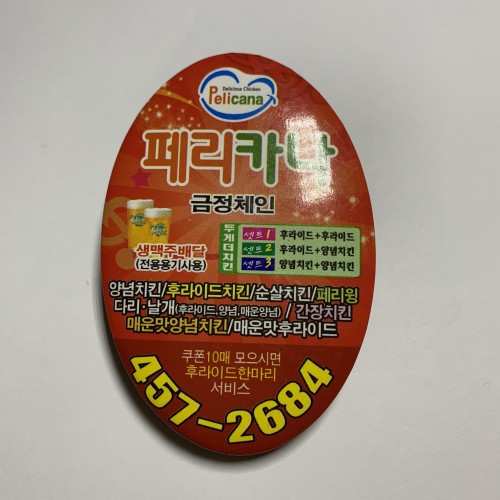 Delicious Chicken
Pelicana
페리카나
금정체인
생맥쥬배달
(전용용기사용)
투게더치킨
셋트 1 후라이드+후라이드
셋트 2 후라이드+양념치킨
셋트 3 양념치킨+양념치킨
양념치킨/후라이드치킨/순살치킨/페리윙
다리·날개(후라이드,양념,매운양념) / 간장치킨
매운맛양념치킨/매운맛후라이드
쿠폰10매 모으시면
후라이드한마리
서비스
457-2684